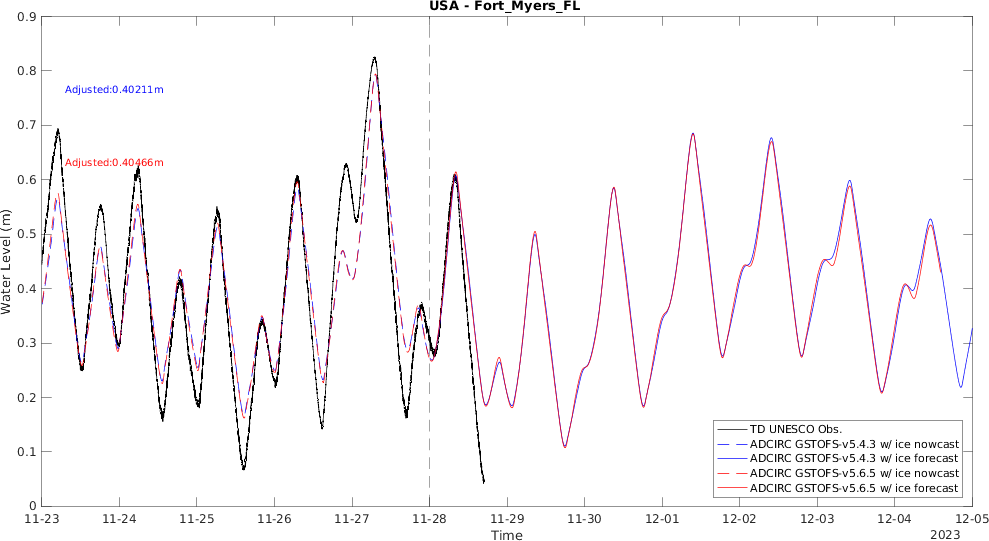 USA - Fort_Myers_FL
0.9
0.8
0.7
0.6
0.5
0.4
0.3
0.2
0.1
0
Water Level (m)
Adjusted:0.40211m
Adjusted:0.40466m
TD UNESCO Obs.
ADCIRC GSTOFS-v5.4.3 w/ ice nowcast
ADCIRC GSTOFS-v5.4.3 w/ ice forecast
ADCIRC GSTOFS-v5.6.5 w/ ice nowcast
ADCIRC GSTOFS-v5.6.5 w/ ice forecast
11-23 11-24 11-25 11-26 11-27 11-28 11-29 11-30 12-01 12-02 12-03 12-04 12-05
Time
2023